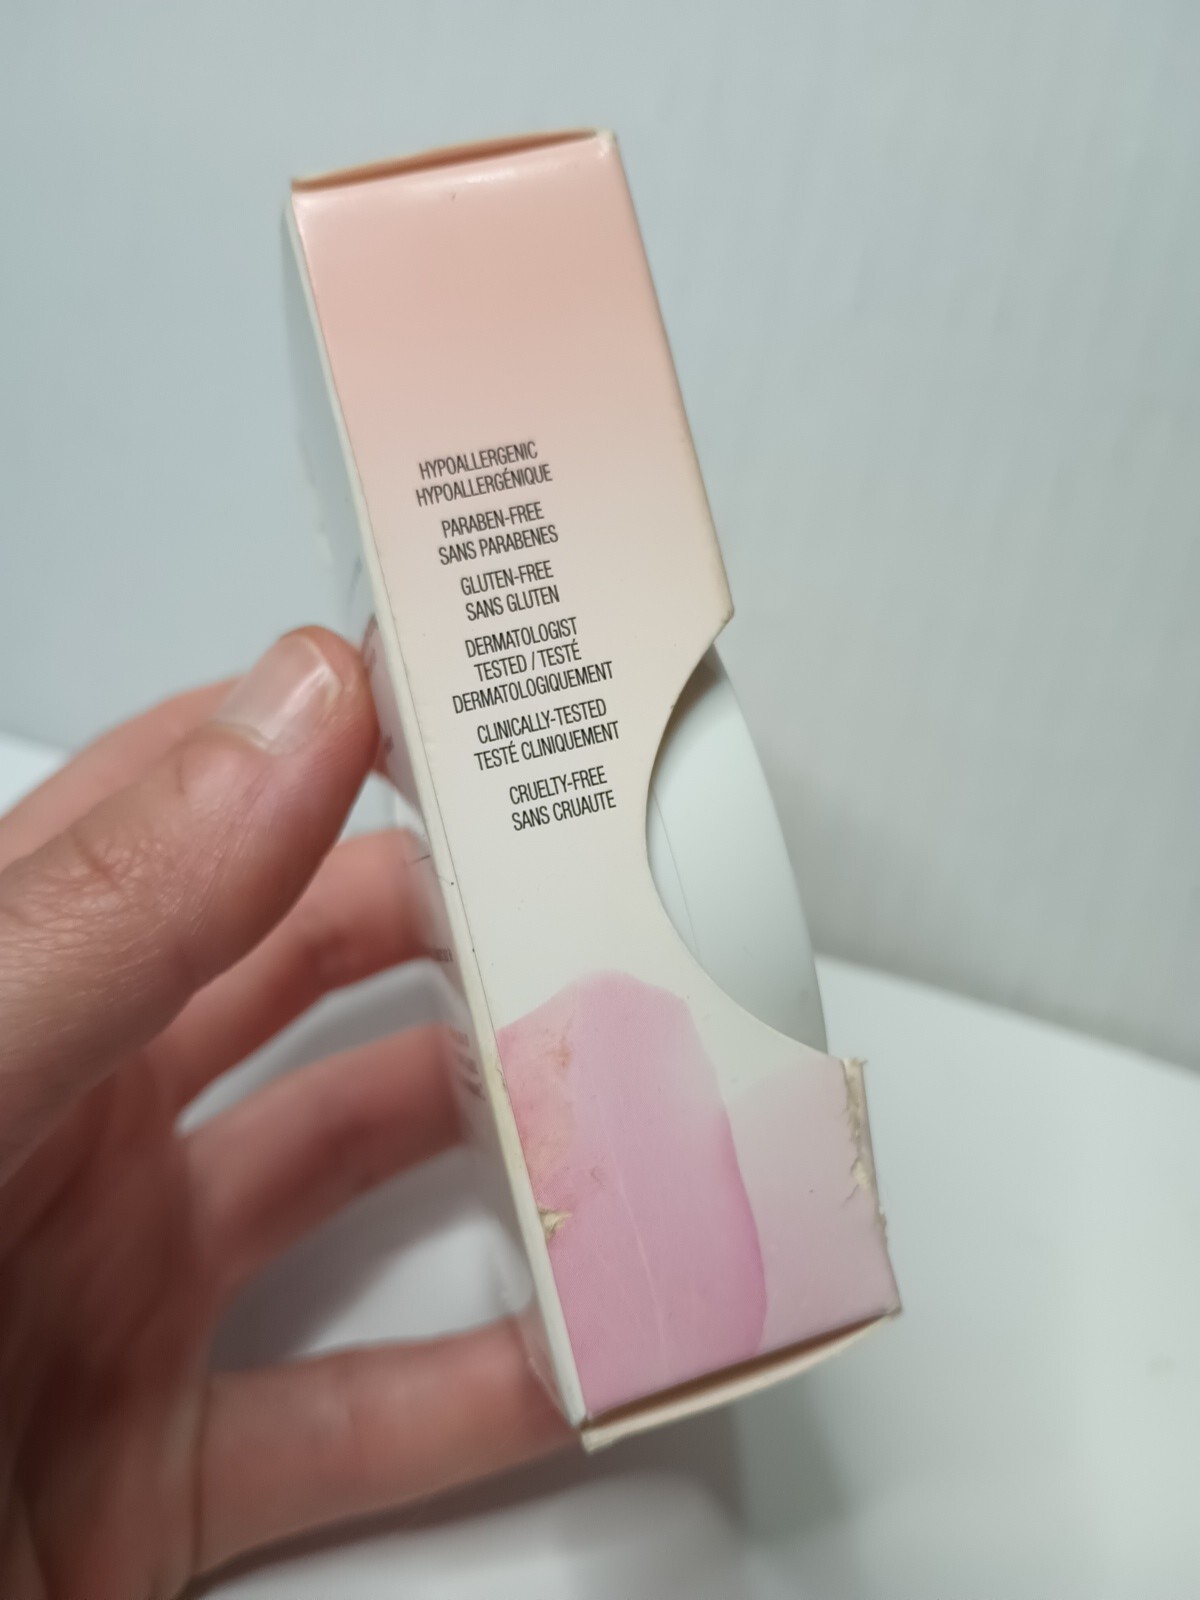 HYPOALLERGENIC
HYPOALLERGÉNIQUE
PARABEN-FREE
SANS PARABENES
GLUTEN-FREE
SANS GLUTEN
DERMATOLOGIST
TESTED / TESTÉ
DERMATOLOGIQUEMENT
CLINICALLY-TESTED
TESTÉ CLINIQUEMENT
CRUELTY-FREE
SANS CRUAUTE